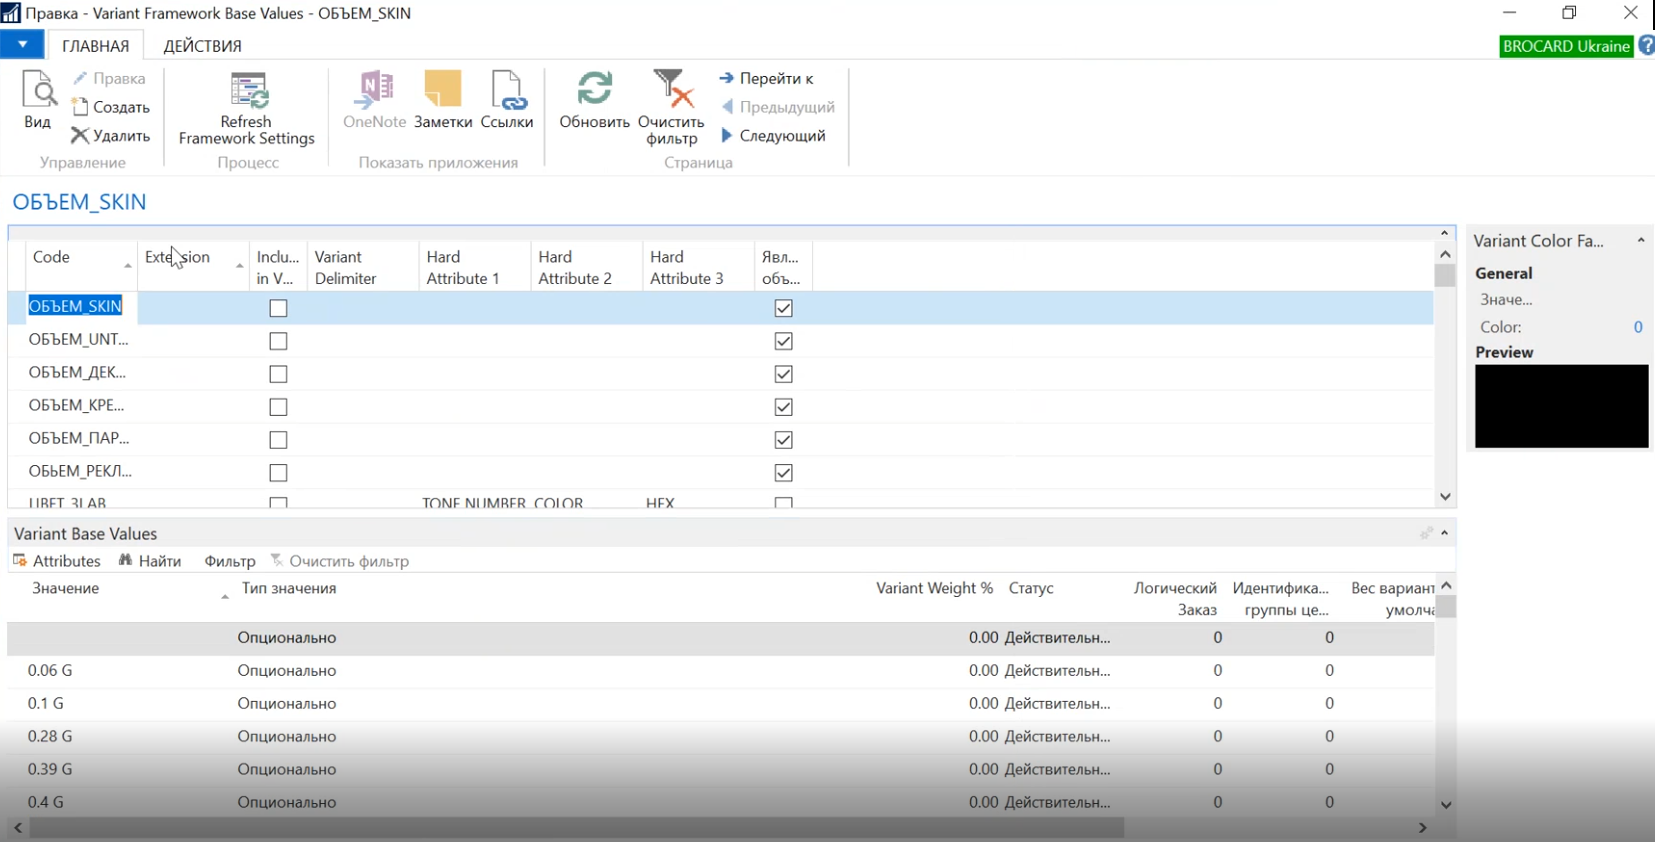 Правка - Variant Framework Base Values - ОБЪЕМ_SKIN
ГЛАВНАЯ ДЕЙСТВИЯ
BROCARD Ukraine ?
Вид
Правка
Создать
Удалить
Управление
Refresh
Framework Settings
Процесс
OneNote Заметки Ссылки
Показать приложения
Обновить Очистить
фильтр
Перейти к
Предыдущий
Следующий
Страница
ОБЪЕМ_SKIN
Code Extension Inclu... Variant Hard Hard Hard Явл...
in V... Delimiter Attribute 1 Attribute 2 Attribute 3 объ...
ОБЪЕМ_SKIN
ОБЪЕМ_UNT...
ОБЪЕМ_ДЕК...
ОБЪЕМ_КРЕ...
ОБЪЕМ_ПАР...
ОБЬЕМ_РЕКЛ...
ЦВЕТ_3LAB TONE NUMBER COLOR HEX
Variant Color Fa...
General
Значе...
Color: 0
Preview
Variant Base Values
Attributes Найти Фильтр Очистить фильтр
Значение Тип значения Variant Weight % Статус Логический Идентифика... Вес вариант
Заказ группы це... умолча
Опционально 0.00 Действительн... 0 0
0.06 G Опционально 0.00 Действительн... 0 0
0.1 G Опционально 0.00 Действительн... 0 0
0.28 G Опционально 0.00 Действительн... 0 0
0.39 G Опционально 0.00 Действительн... 0 0
0.4 G Опционально 0.00 Действительн... 0 0